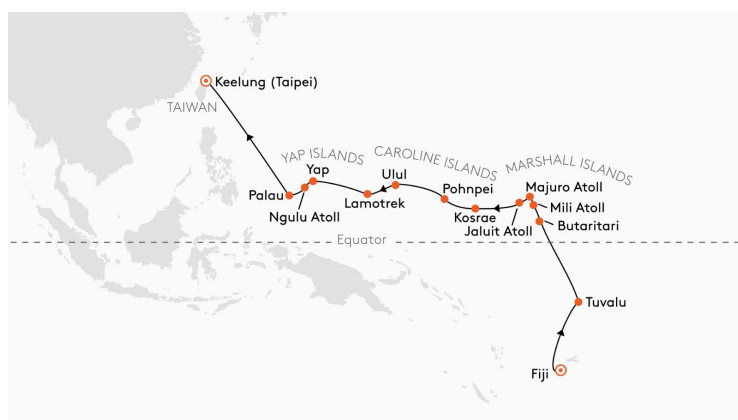 Keelung (Taipei)
TAIWAN
YAP ISLANDS
CAROLINE ISLANDS
MARSHALL ISLANDS
Yap
Ulul
Palau
Ngulu Atoll
Lamotrek
Pohnpei
Kosrae
Majuro Atoll
Mili Atoll
Jaluit Atoll
Butaritari
Equator
Tuvalu
Fiji